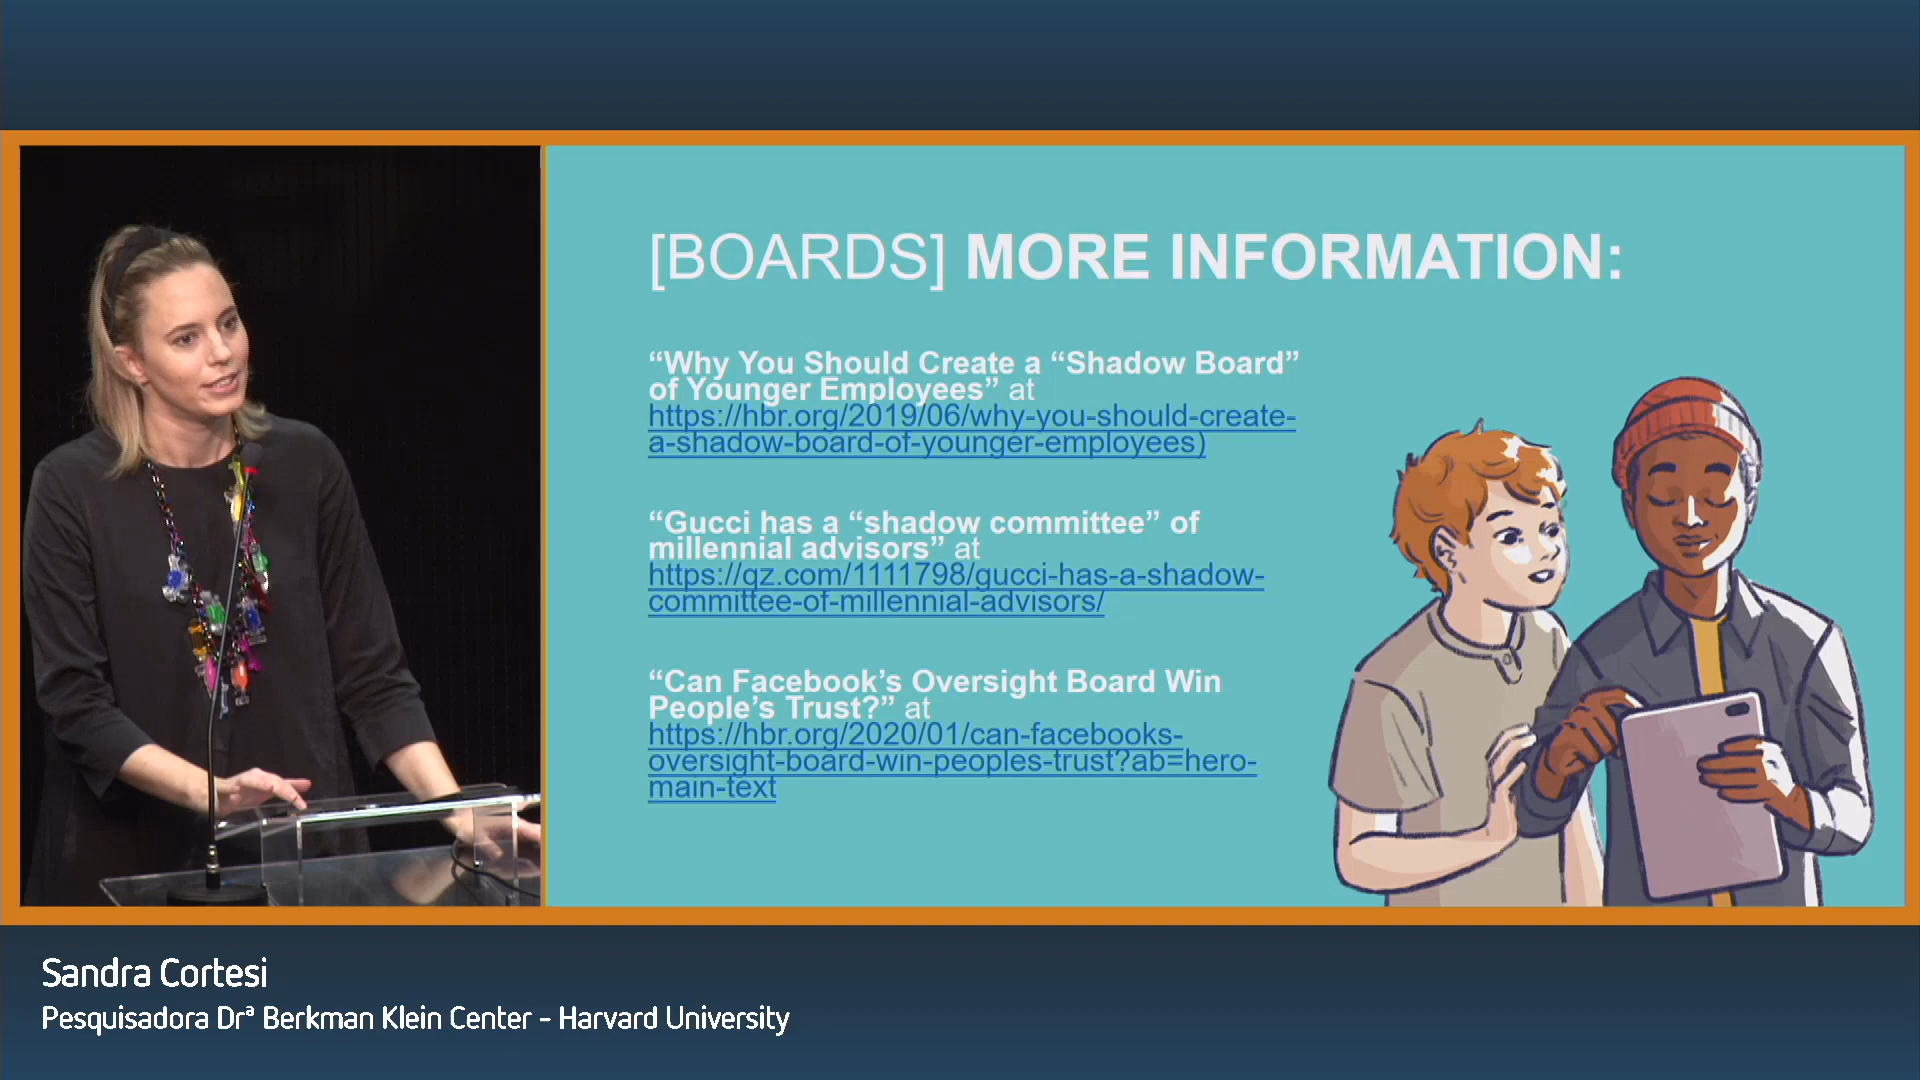 [BOARDS] MORE INFORMATION:
“Why You Should Create a “Shadow Board”
of Younger Employees” at
https://hbr.org/2019/06/why-you-should-create-
a-shadow-board-of-younger-employees)
“Gucci has a “shadow committee” of
millennial advisors” at
https://qz.com/1111798/gucci-has-a-shadow-
committee-of-millennial-advisors/
“Can Facebook’s Oversight Board Win
People’s Trust?” at
https://hbr.org/2020/01/can-facebooks-
oversight-board-win-peoples-trust?ab=hero-
main-text
Sandra Cortesi
Pesquisadora Drª Berkman Klein Center - Harvard University